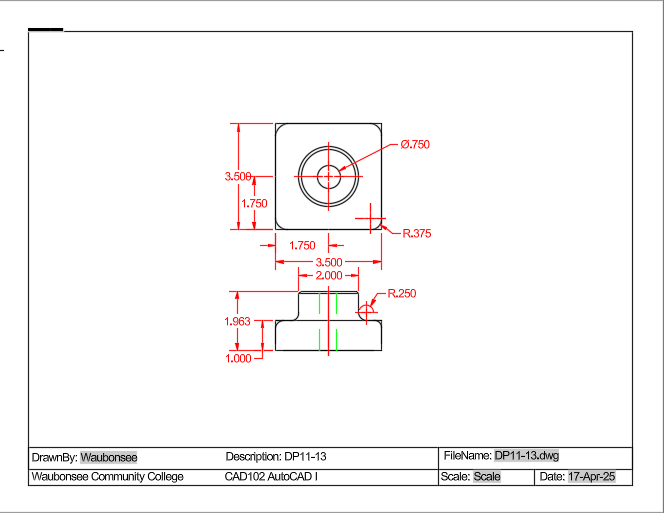 Ø.750
3.500
1.750
R.375
1.750
3.500
2.000
R.250
1.963
1.000
DrawnBy: Waubonsee
Description: DP11-13
FileName: DP11-13.dwg
Waubonsee Community College
CAD102 AutoCAD I
Scale: Scale
Date: 17-Apr-25